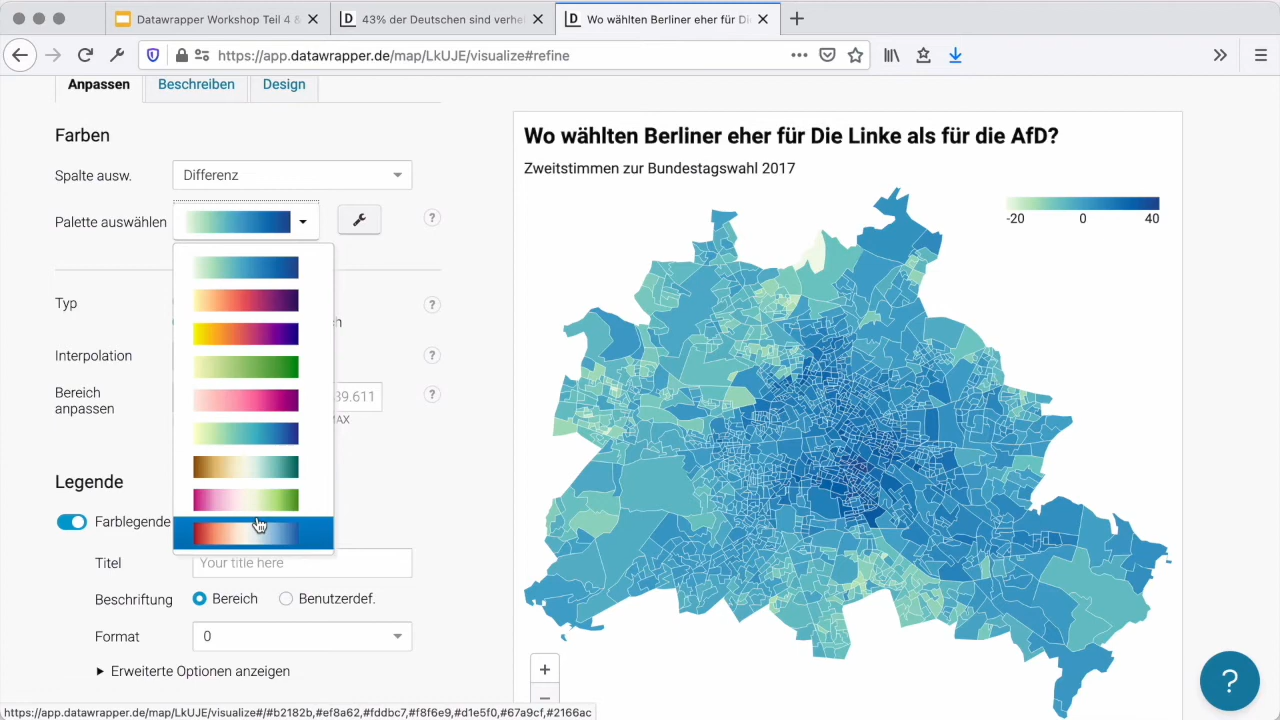 Datawrapper Workshop Teil 4 &
43% der Deutschen sind verhei
Wo wählten Berliner eher für Di
https://app.datawrapper.de/map/LkUJE/visualize#refine
Anpassen
Beschreiben
Design
Farben
Spalte ausw.
Differenz
Palette auswählen
?
Typ
h
?
Interpolation
?
Bereich
anpassen
39.611
?
MAX
Legende
Farblegende
Titel
Your title here
Beschriftung
Bereich
Benutzerdef.
Format
0
Erweiterte Optionen anzeigen
Wo wählten Berliner eher für Die Linke als für die AfD?
Zweitstimmen zur Bundestagswahl 2017
-20
0
40
+
−
?
https://app.datawrapper.de/map/LkUJE/visualize#/#b2182b,#ef8a62,#fddbc7,#f8f6e9,#d1e5f0,#67a9cf,#2166ac